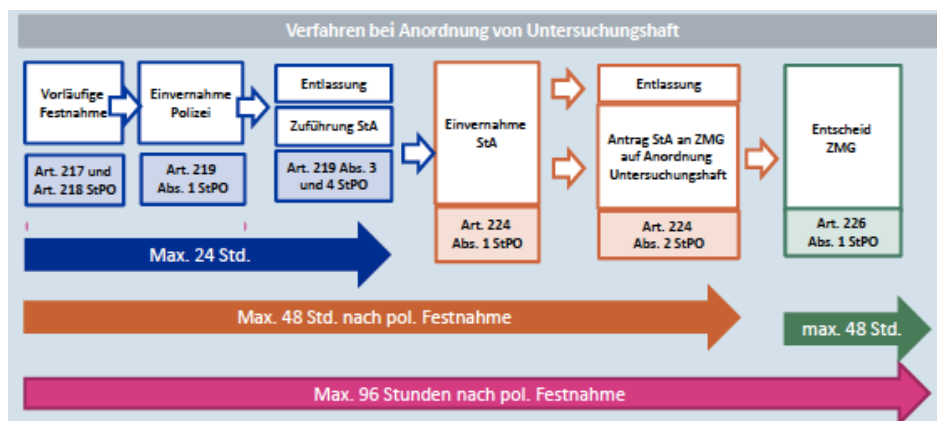 Verfahren bei Anordnung von Untersuchungshaft
Vorläufige
Festnahme
Art. 217 und
Art. 218 StPO
Einvernahme
Polizei
Art. 219
Abs. 1 StPO
Entlassung
Zuführung StA
Art. 219 Abs. 3
und 4 StPO
Einvernahme
StA
Art. 224
Abs. 1 StPO
Entlassung
Antrag StA an ZMG
auf Anordnung
Untersuchungshaft
Art. 224
Abs. 2 StPO
Entscheid
ZMG
Art. 226
Abs. 1 StPO
Max. 24 Std.
Max. 48 Std. nach pol. Festnahme
max. 48 Std.
Max. 96 Stunden nach pol. Festnahme